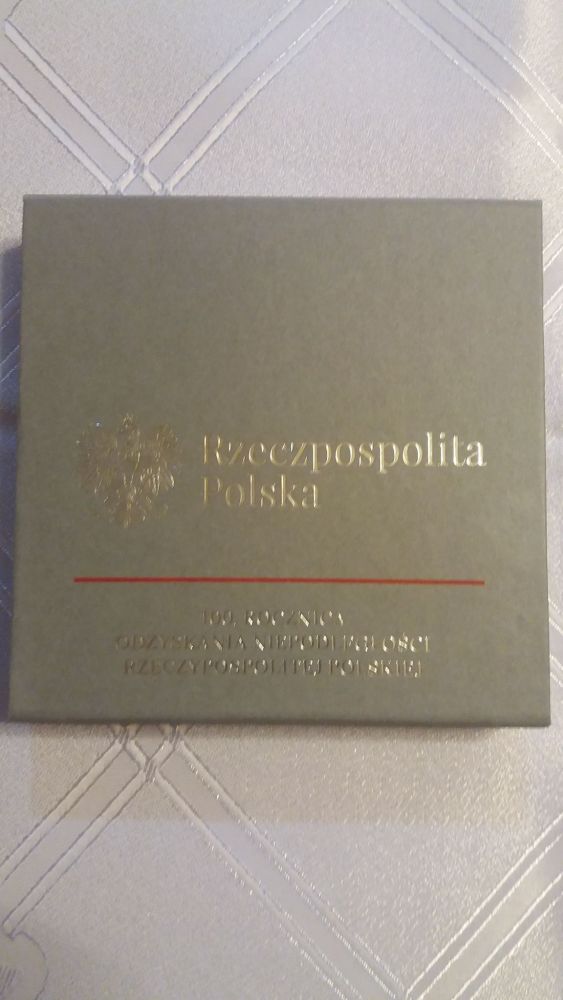 Rzeczpospolita
Polska
100. ROCZNICA
ODZYSKANIA NIEPODLEGŁOŚCI
RZECZYPOSPOLITEJ POLSKIEJ